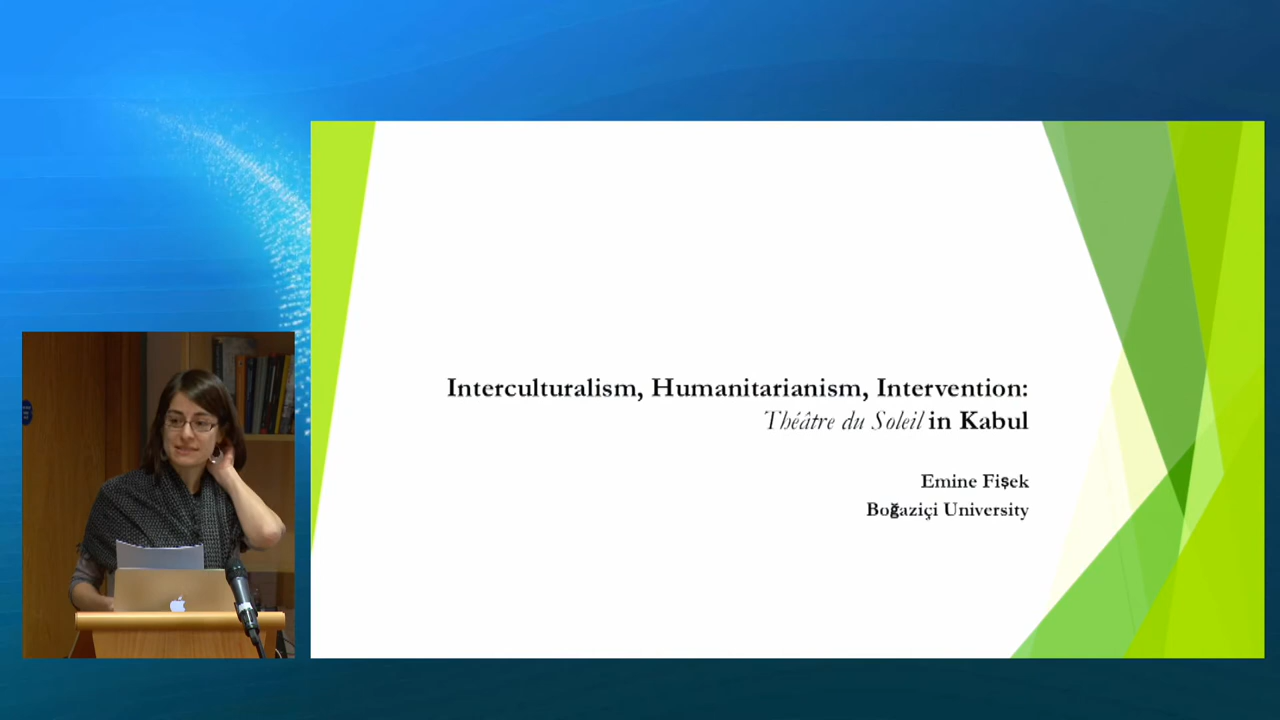 Interculturalism, Humanitarianism, Intervention:
Théâtre du Soleil in Kabul
Emine Fişek
Boğaziçi University